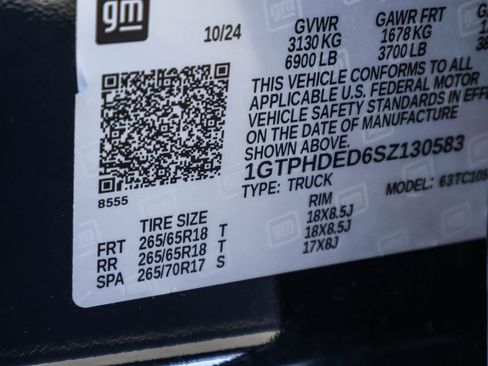 gm
10/24
GVWR GAWR FRT
3130 KG 1678 KG
6900 LB 3700 LB
THIS VEHICLE CONFORMS TO ALL
APPLICABLE U.S. FEDERAL MOTOR
VEHICLE SAFETY STANDARDS IN
ON THE DATE OF MANUFACTURE
SHOWN ABOVE.
1GTPHDED6SZ130583
TYPE: TRUCK MODEL:
8555
TIRE SIZE RIM
FRT 265/65R18 T 18X8.5J
RR 265/65R18 T 18X8.5J
SPA 265/70R17 S 17X8J